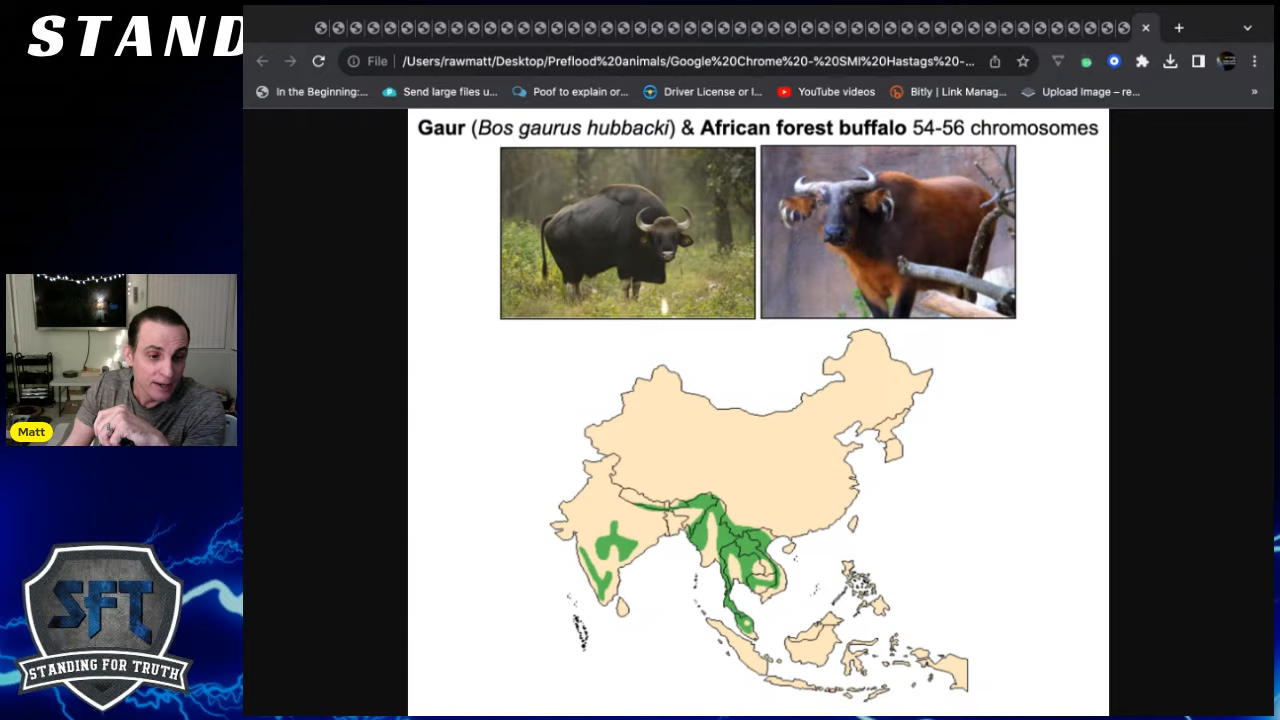 STAND
File
/Users/rawmatt/Desktop/Preflood%20animals/Google%20Chrome%20-%20SMI%20Hastags%20-...
In the Beginning:...
Send large files u...
Poof to explain or...
Driver License or I...
YouTube videos
Bitly | Link Manag...
Upload Image – re...
»
Gaur (Bos gaurus hubbacki) & African forest buffalo 54-56 chromosomes
Matt
SFT
STANDING FOR TRUTH